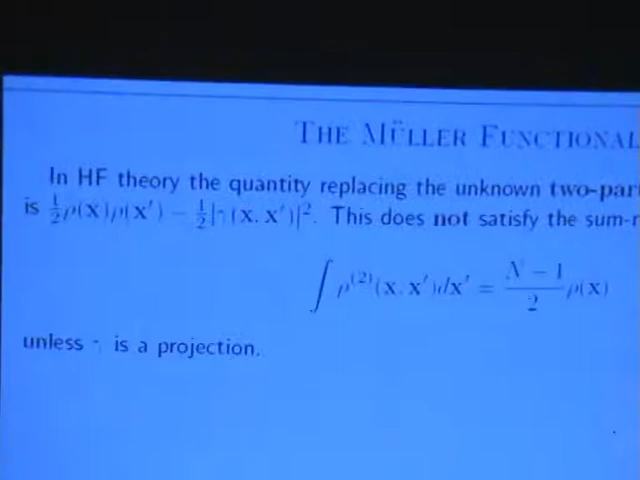 THE MÜLLER FUNCTIONAL
In HF theory the quantity replacing the unknown two-par
is ½ρ(x)ρ(x′) − ½|γ(x, x′)|². This does not satisfy the sum-r
∫ ρ⁽²⁾(x, x′)dx′ = (N − 1)/2 ρ(x)
unless γ is a projection.